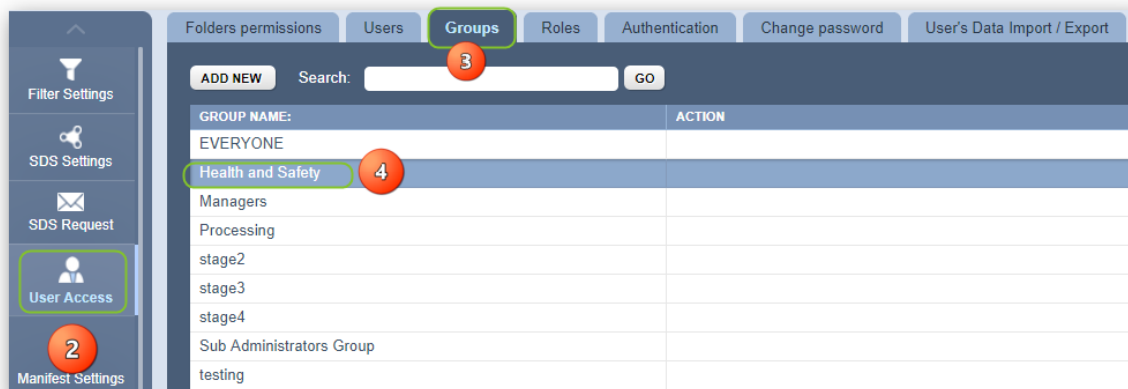 Folders permissions Users Groups Roles Authentication Change password User's Data Import / Export
3
ADD NEW Search: GO
Filter Settings
GROUP NAME: ACTION
EVERYONE
SDS Settings
Health and Safety 4
Managers
SDS Request
Processing
stage2
User Access
stage3
stage4
2
Sub Administrators Group
Manifest Settings
testing